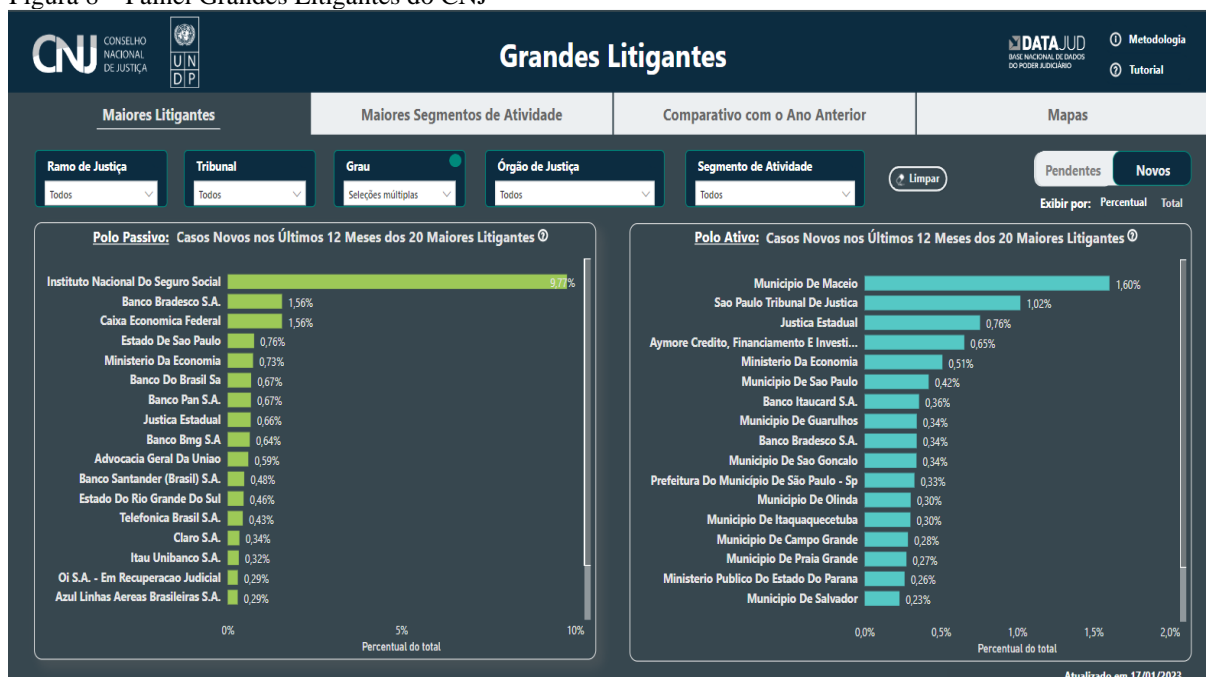 Figura 8 – Painel Grandes Litigantes do CNJ
CNJ
CONSELHO
NACIONAL
DE JUSTIÇA
U N
D P
Grandes Litigantes
DATAJUD
BASE NACIONAL DE DADOS
DO PODER JUDICIÁRIO
Metodologia
Tutorial
Maiores Litigantes
Maiores Segmentos de Atividade
Comparativo com o Ano Anterior
Mapas
Ramo de Justiça
Todos
Tribunal
Todos
Grau
Seleções múltiplas
Órgão de Justiça
Todos
Segmento de Atividade
Todos
Limpar
Pendentes
Novos
Exibir por: Percentual Total
Polo Passivo: Casos Novos nos Últimos 12 Meses dos 20 Maiores Litigantes
Instituto Nacional Do Seguro Social 9,77%
Banco Bradesco S.A. 1,56%
Caixa Economica Federal 1,56%
Estado De Sao Paulo 0,76%
Ministerio Da Economia 0,73%
Banco Do Brasil Sa 0,67%
Banco Pan S.A. 0,67%
Justica Estadual 0,66%
Banco Bmg S.A 0,64%
Advocacia Geral Da Uniao 0,59%
Banco Santander (Brasil) S.A. 0,48%
Estado Do Rio Grande Do Sul 0,46%
Telefonica Brasil S.A. 0,43%
Claro S.A. 0,34%
Itau Unibanco S.A. 0,32%
Oi S.A. - Em Recuperacao Judicial 0,29%
Azul Linhas Aereas Brasileiras S.A. 0,29%
0% 5% 10%
Percentual do total
Polo Ativo: Casos Novos nos Últimos 12 Meses dos 20 Maiores Litigantes
Municipio De Maceio 1,60%
Sao Paulo Tribunal De Justica 1,02%
Justica Estadual 0,76%
Aymore Credito, Financiamento E Investi... 0,65%
Ministerio Da Economia 0,51%
Municipio De Sao Paulo 0,42%
Banco Itaucard S.A. 0,36%
Municipio De Guarulhos 0,34%
Banco Bradesco S.A. 0,34%
Municipio De Sao Goncalo 0,34%
Prefeitura Do Município De São Paulo - Sp 0,33%
Municipio De Olinda 0,30%
Municipio De Itaquaquecetuba 0,30%
Municipio De Campo Grande 0,28%
Municipio De Praia Grande 0,27%
Ministerio Publico Do Estado Do Parana 0,26%
Municipio De Salvador 0,23%
0,0% 0,5% 1,0% 1,5% 2,0%
Percentual do total
Atualizado em 17/01/2023